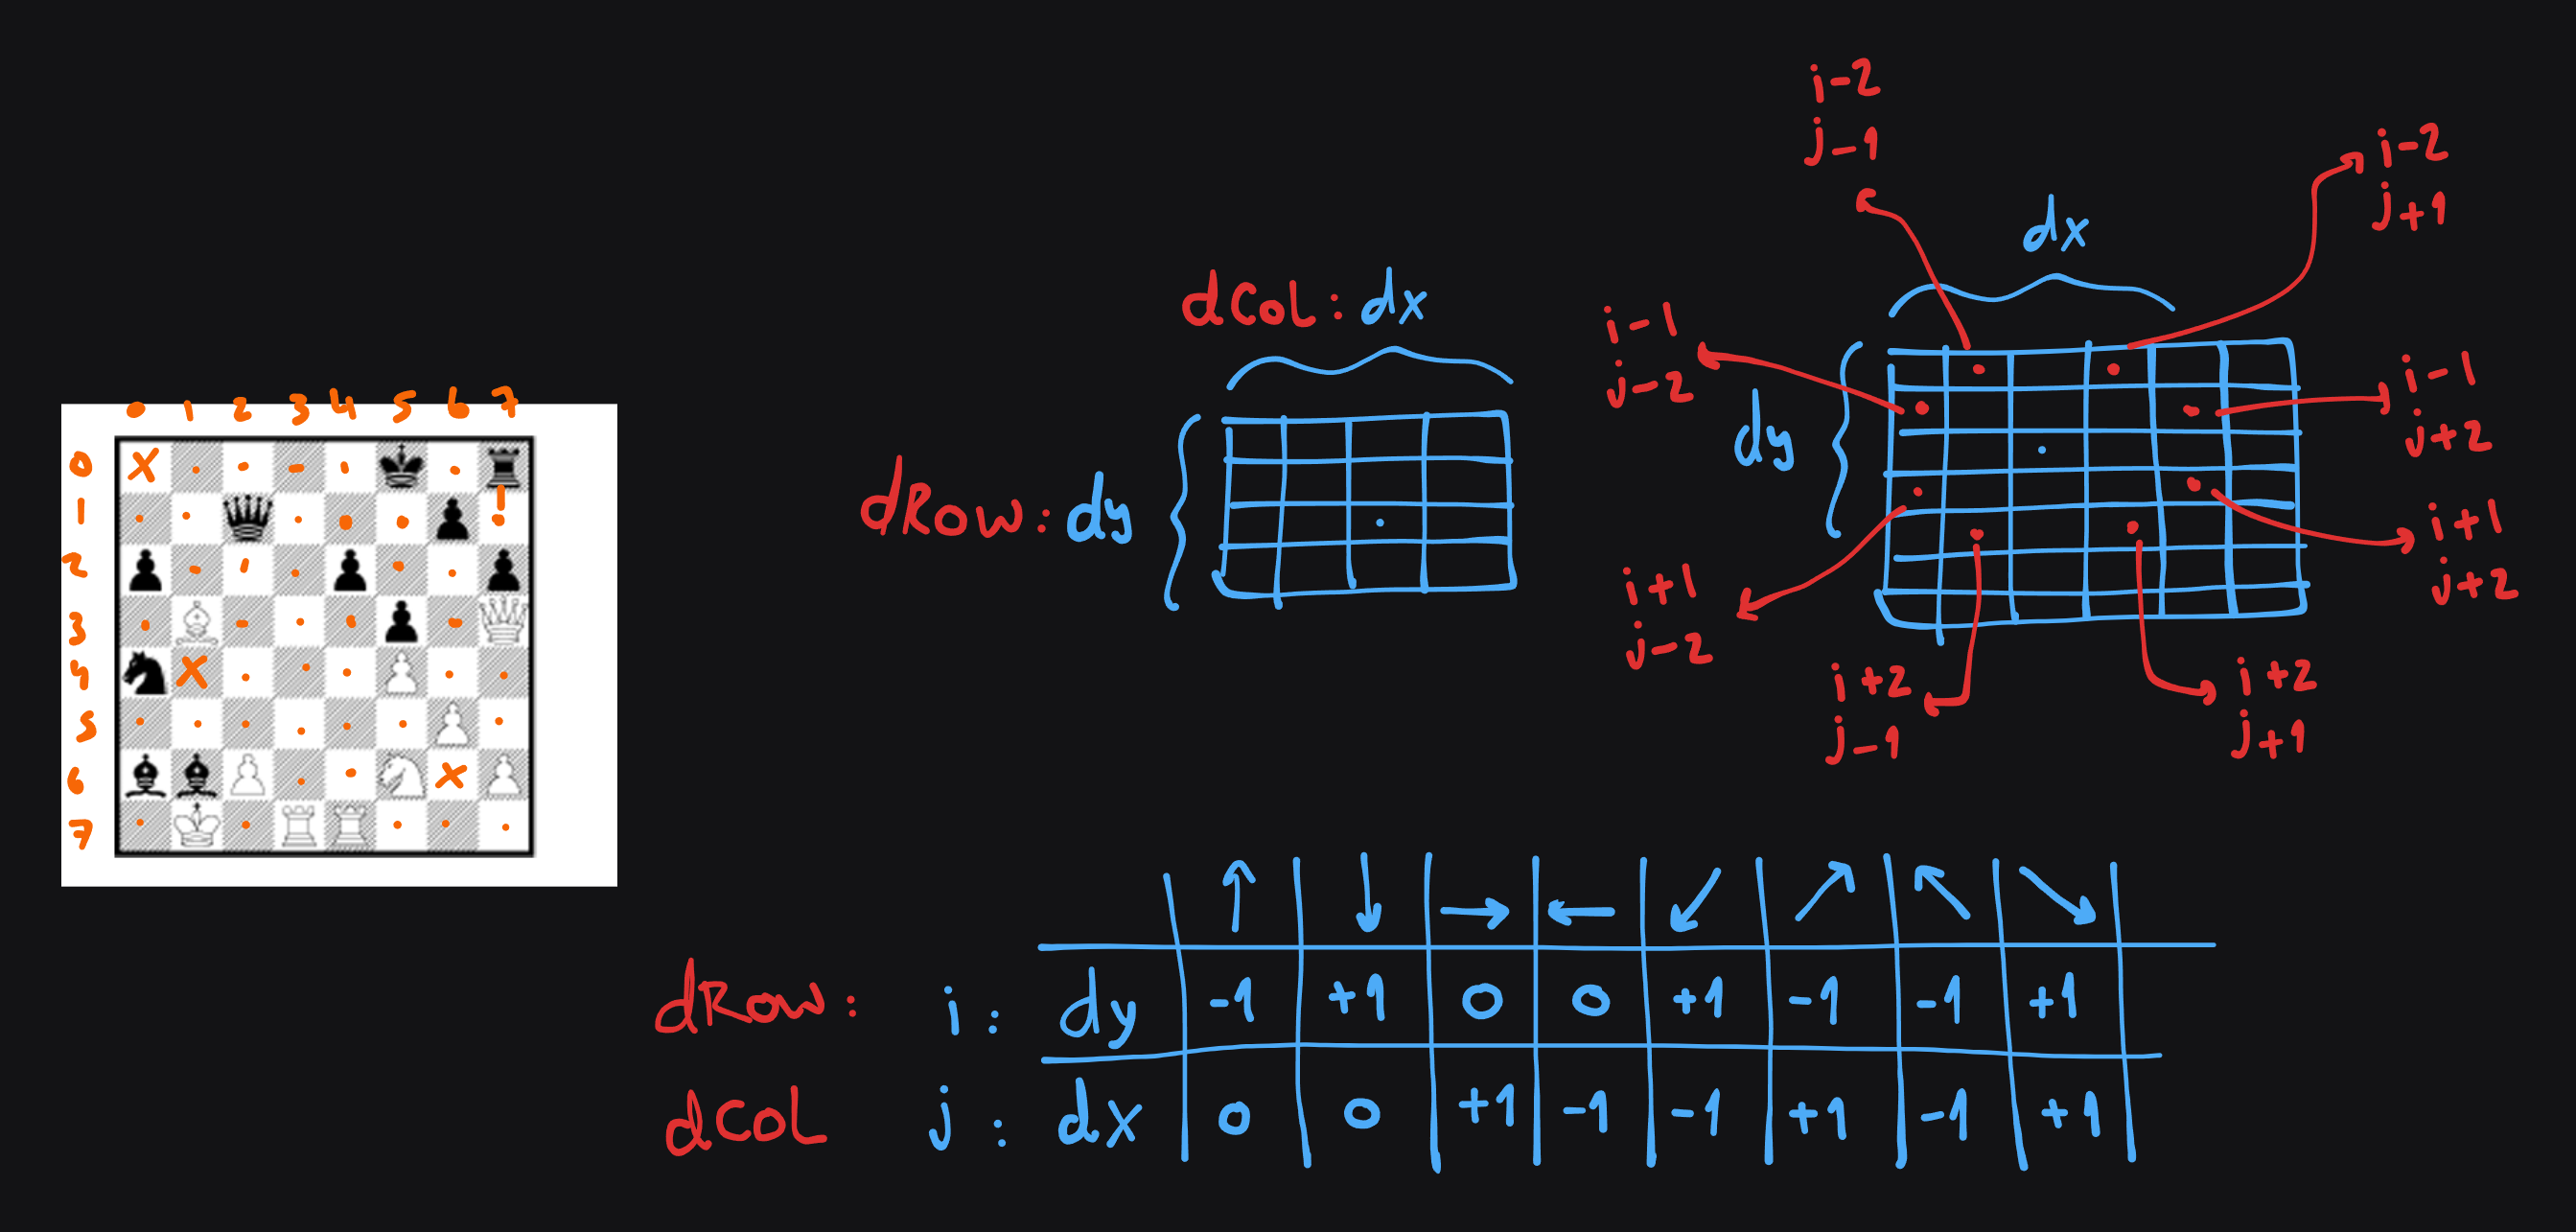 0 1 2 3 4 5 6 7
0
1
2
3
4
5
6
7
dCol: dx
dRow: dy
dx
dy
i-2
j-1
i-2
j+1
i-1
j-2
i-1
j+2
i+1
j-2
i+1
j+2
i+2
j-1
i+2
j+1
↑ ↓ → ← ↙ ↗ ↖ ↘
dRow: i: dy -1 +1 0 0 +1 -1 -1 +1
dCol j: dx 0 0 +1 -1 -1 +1 -1 +1